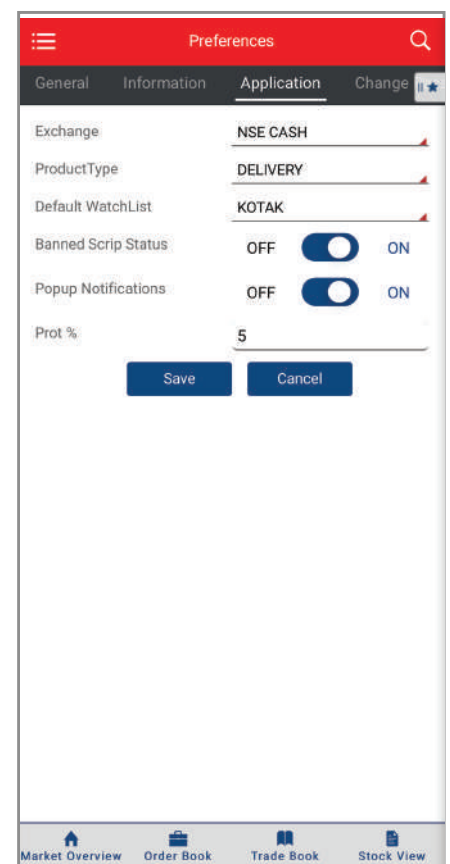 Preferences
General Information Application Change
Exchange NSE CASH
ProductType DELIVERY
Default WatchList KOTAK
Banned Scrip Status OFF ON
Popup Notifications OFF ON
Prot % 5
Save Cancel
Market Overview Order Book Trade Book Stock View